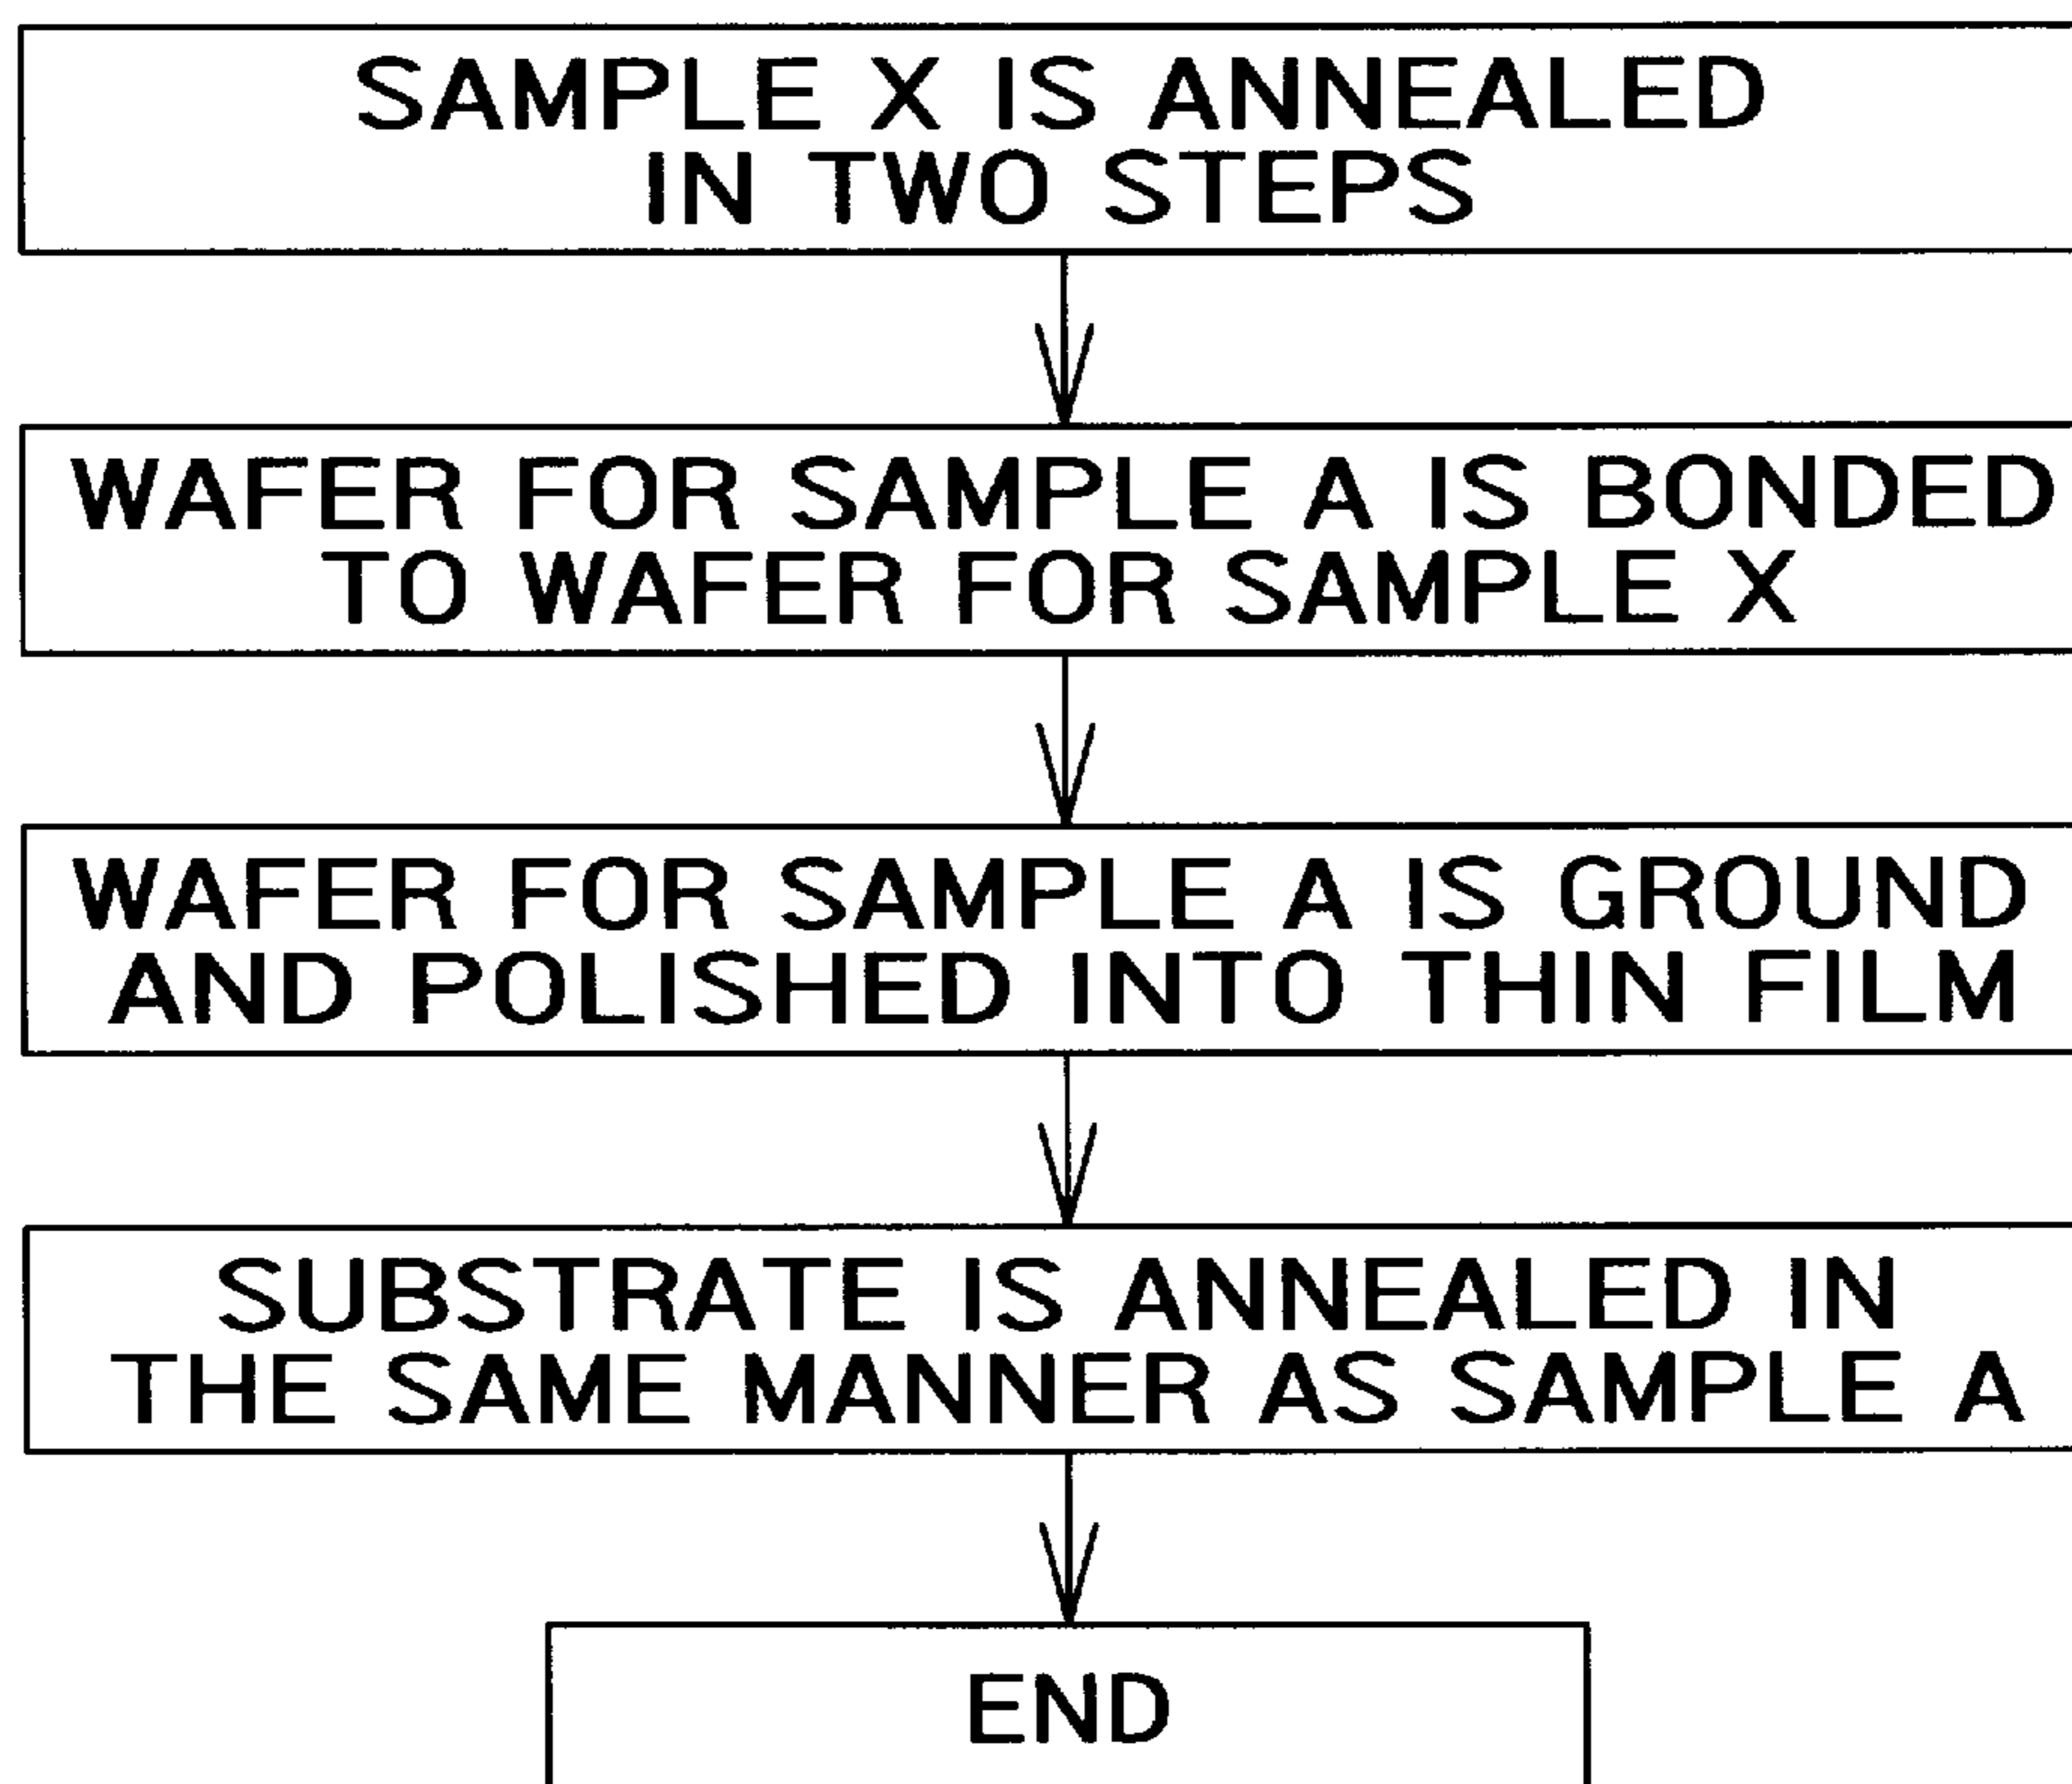 SAMPLE X IS ANNEALED
IN TWO STEPS
WAFER FOR SAMPLE A IS BONDED
TO WAFER FOR SAMPLE X
WAFER FOR SAMPLE A IS GROUND
AND POLISHED INTO THIN FILM
SUBSTRATE IS ANNEALED IN
THE SAME MANNER AS SAMPLE A
END